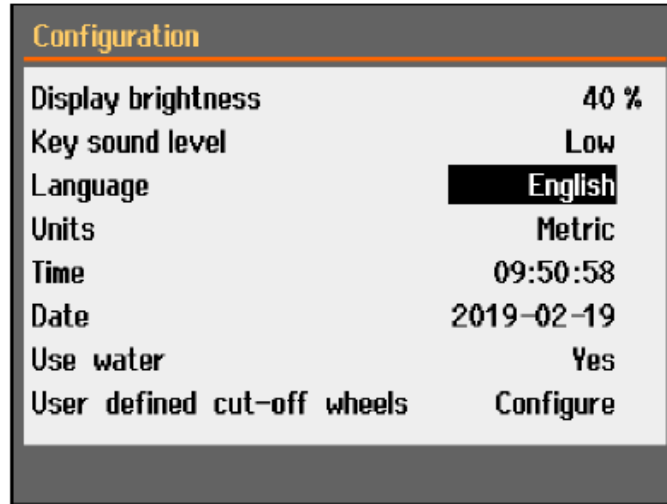 Configuration
Display brightness 40 %
Key sound level Low
Language English
Units Metric
Time 09:50:58
Date 2019-02-19
Use water Yes
User defined cut-off wheels Configure